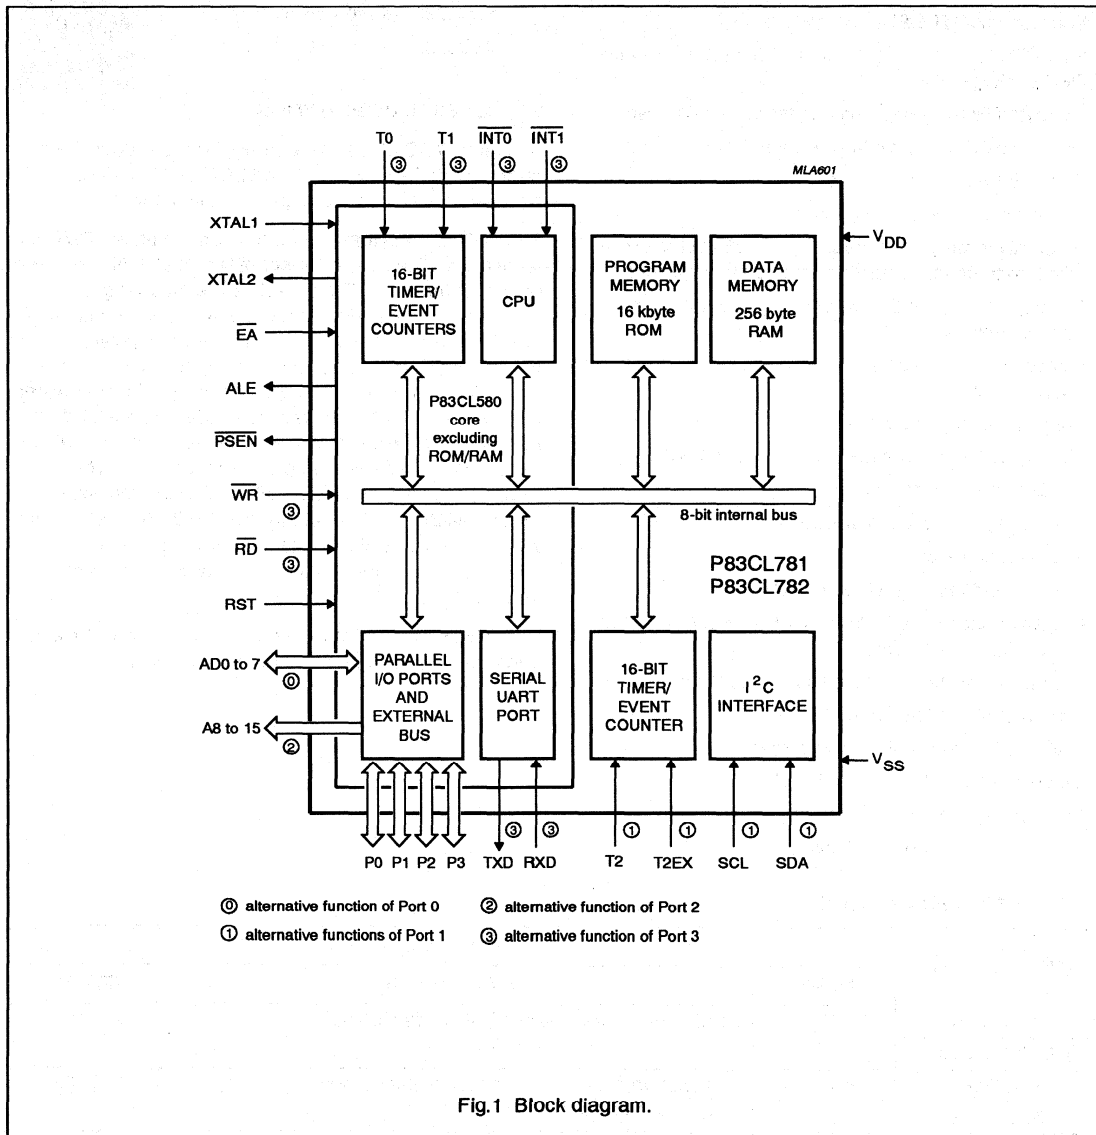 T0 T1 INT0 INT1
③ ③ ③ ③
MLA601
XTAL1
XTAL2
EA
ALE
PSEN
WR
③
RD
③
RST
AD0 to 7
⓪
A8 to 15
②
16-BIT
TIMER/
EVENT
COUNTERS
CPU
PROGRAM
MEMORY
16 kbyte
ROM
DATA
MEMORY
256 byte
RAM
V_DD
P83CL580
core
excluding
ROM/RAM
8-bit internal bus
P83CL781
P83CL782
PARALLEL
I/O PORTS
AND
EXTERNAL
BUS
SERIAL
UART
PORT
16-BIT
TIMER/
EVENT
COUNTER
I²C
INTERFACE
V_SS
③ ③ ① ① ① ①
P0 P1 P2 P3 TXD RXD T2 T2EX SCL SDA
⓪ alternative function of Port 0
② alternative function of Port 2
① alternative functions of Port 1
③ alternative function of Port 3
Fig.1 Block diagram.